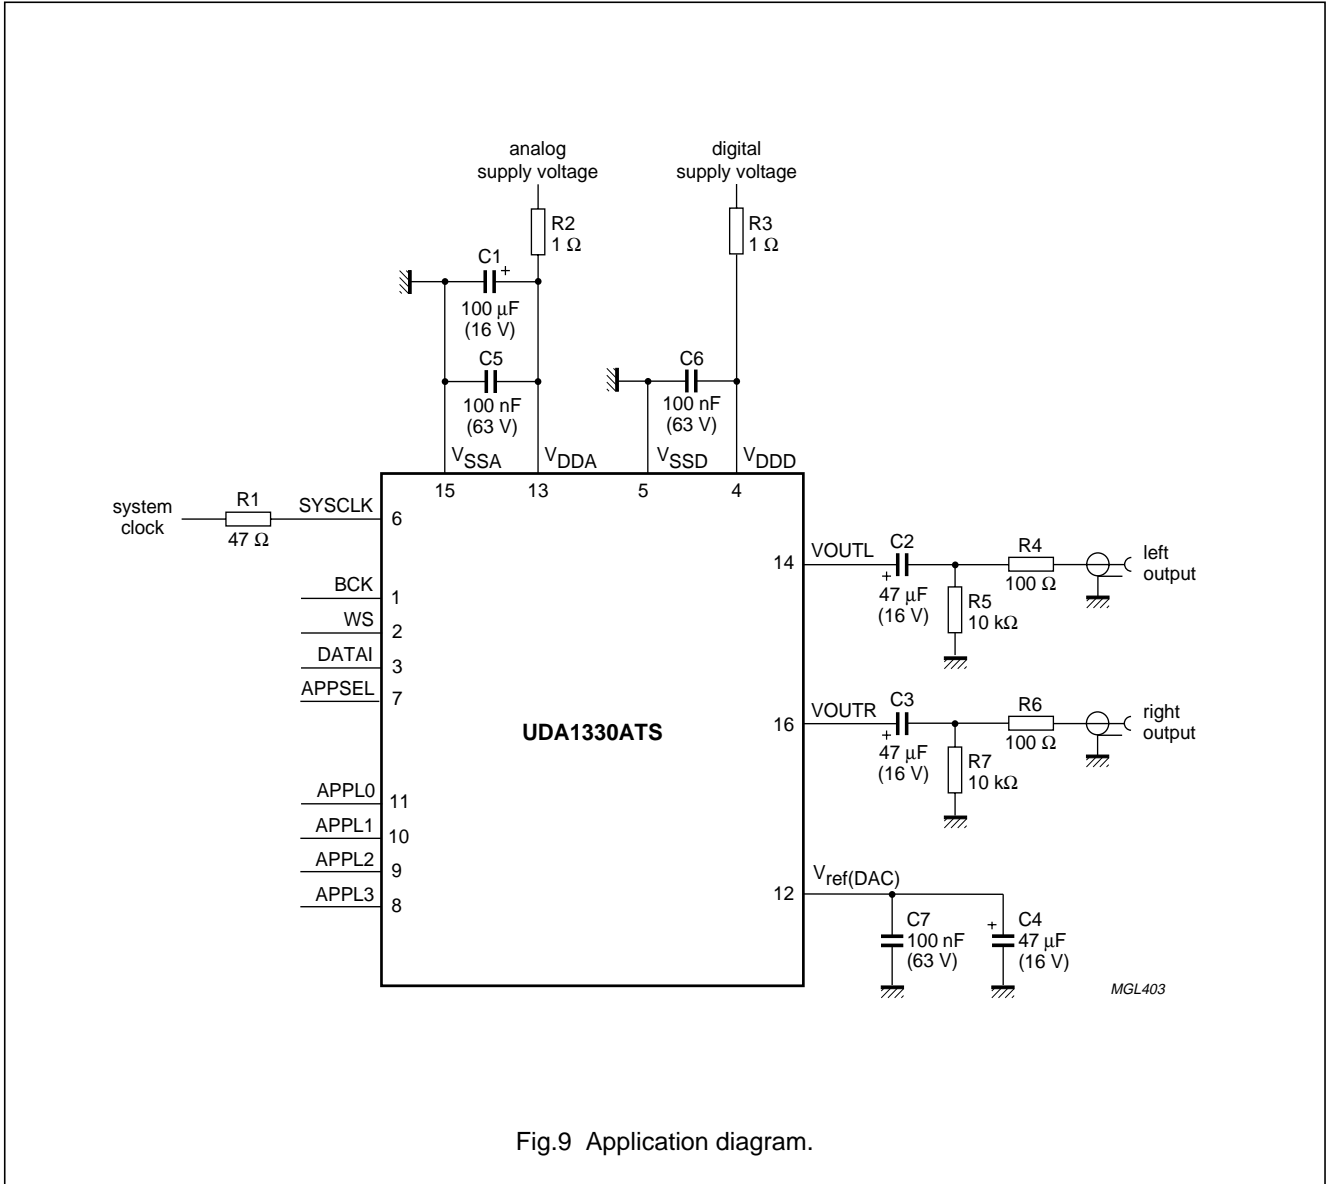 analog
supply voltage
digital
supply voltage
R2
1 Ω
R3
1 Ω
C1
+
100 μF
(16 V)
C5
100 nF
(63 V)
C6
100 nF
(63 V)
VSSA
VDDA
VSSD
VDDD
15
13
5
4
system
clock
R1
47 Ω
SYSCLK
6
BCK
1
WS
2
DATAI
3
APPSEL
7
APPL0
11
APPL1
10
APPL2
9
APPL3
8
UDA1330ATS
14
VOUTL
C2
+
47 μF
(16 V)
R5
10 kΩ
R4
100 Ω
left
output
16
VOUTR
C3
+
47 μF
(16 V)
R7
10 kΩ
R6
100 Ω
right
output
12
Vref(DAC)
C7
100 nF
(63 V)
+
C4
47 μF
(16 V)
MGL403
Fig.9 Application diagram.